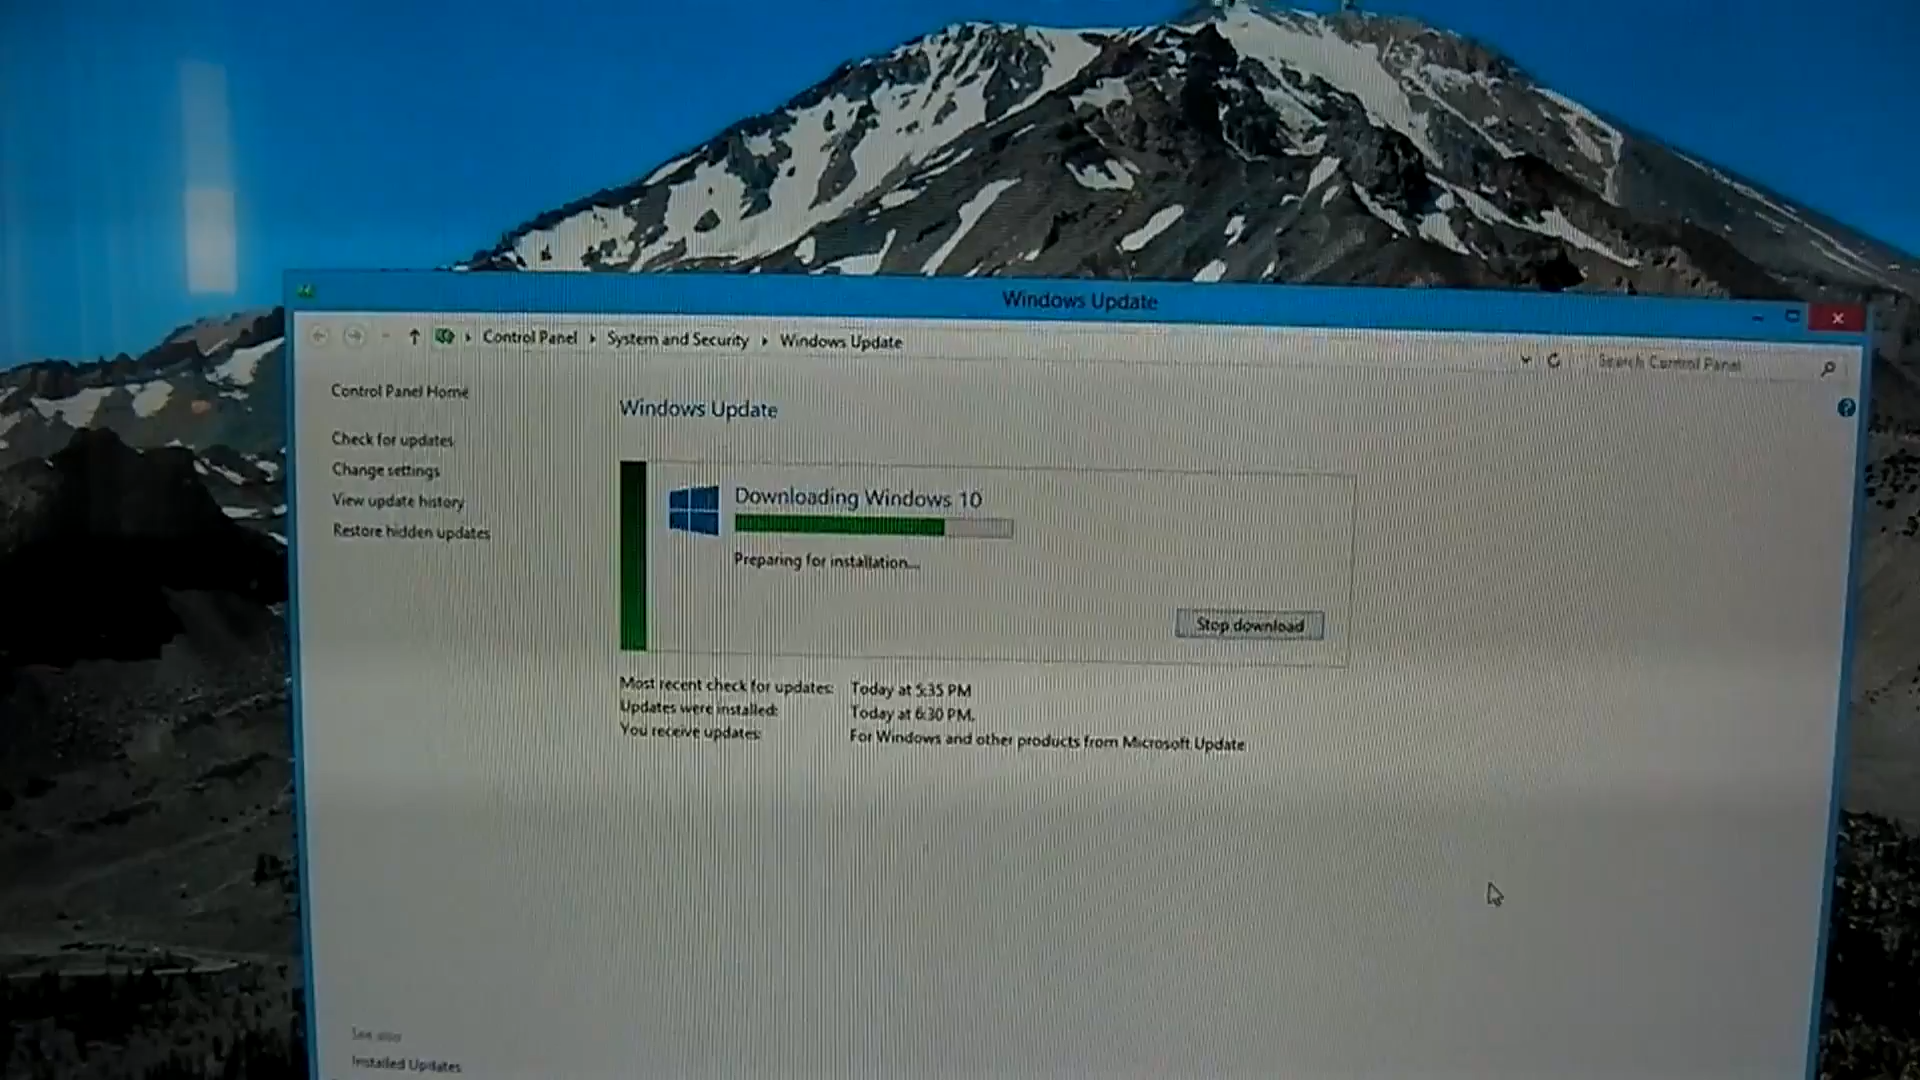 Windows Update
Control Panel › System and Security › Windows Update
Search Control Panel
Control Panel Home
Check for updates
Change settings
View update history
Restore hidden updates
Windows Update
Downloading Windows 10
Preparing for installation...
Stop download
Most recent check for updates: Today at 5:35 PM
Updates were installed: Today at 6:30 PM.
You receive updates: For Windows and other products from Microsoft Update
See also
Installed Updates